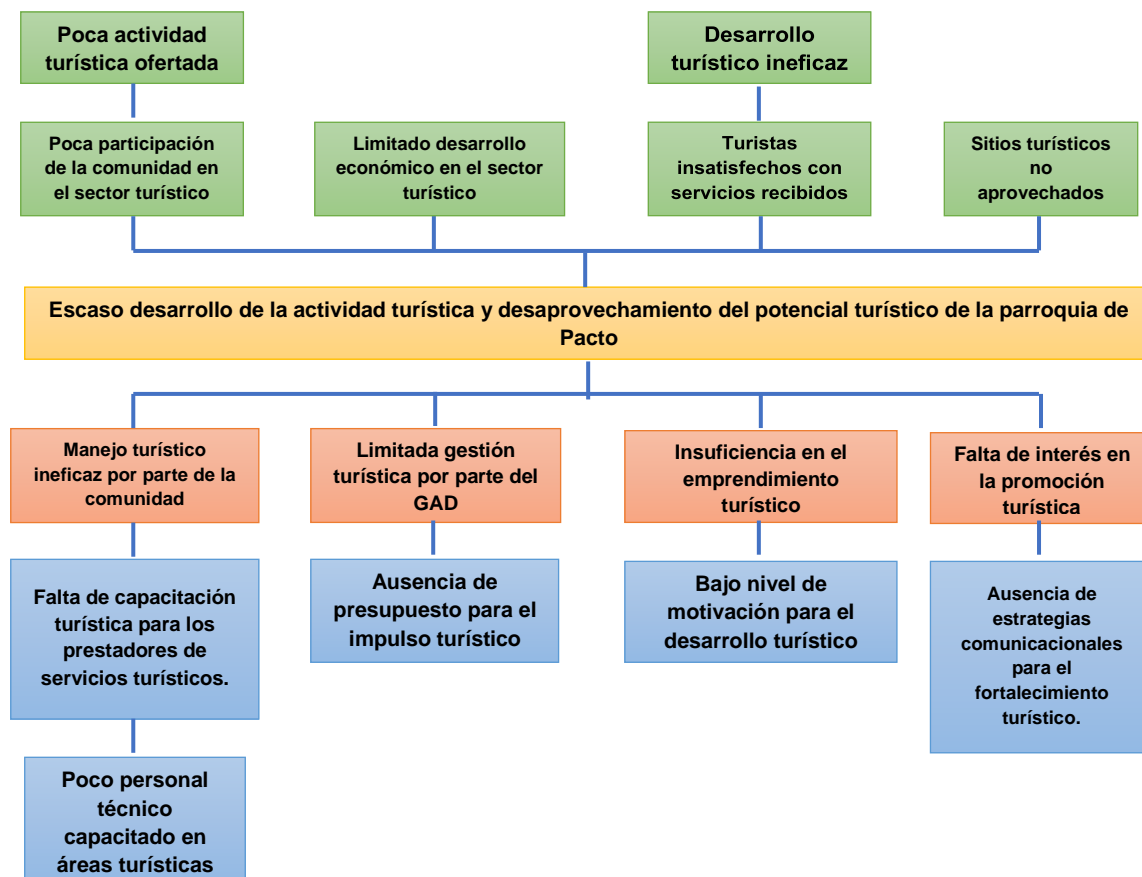 Poca actividad
turística ofertada
Desarrollo
turístico ineficaz
Poca participación
de la comunidad en
el sector turístico
Limitado desarrollo
económico en el sector
turístico
Turistas
insatisfechos con
servicios recibidos
Sitios turísticos
no
aprovechados
Escaso desarrollo de la actividad turística y desaprovechamiento del potencial turístico de la parroquia de
Pacto
Manejo turístico
ineficaz por parte de la
comunidad
Limitada gestión
turística por parte del
GAD
Insuficiencia en el
emprendimiento
turístico
Falta de interés en
la promoción
turística
Falta de capacitación
turística para los
prestadores de
servicios turísticos.
Ausencia de
presupuesto para el
impulso turístico
Bajo nivel de
motivación para el
desarrollo turístico
Ausencia de
estrategias
comunicacionales
para el
fortalecimiento
turístico.
Poco personal
técnico
capacitado en
áreas turísticas